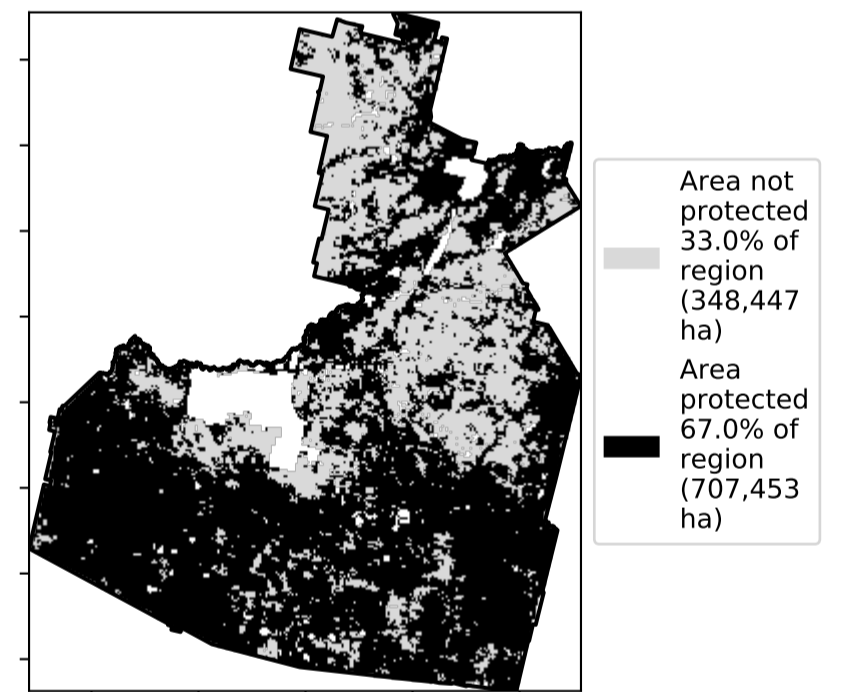 Area not
protected
33.0% of
region
(348,447
ha)
Area
protected
67.0% of
region
(707,453
ha)